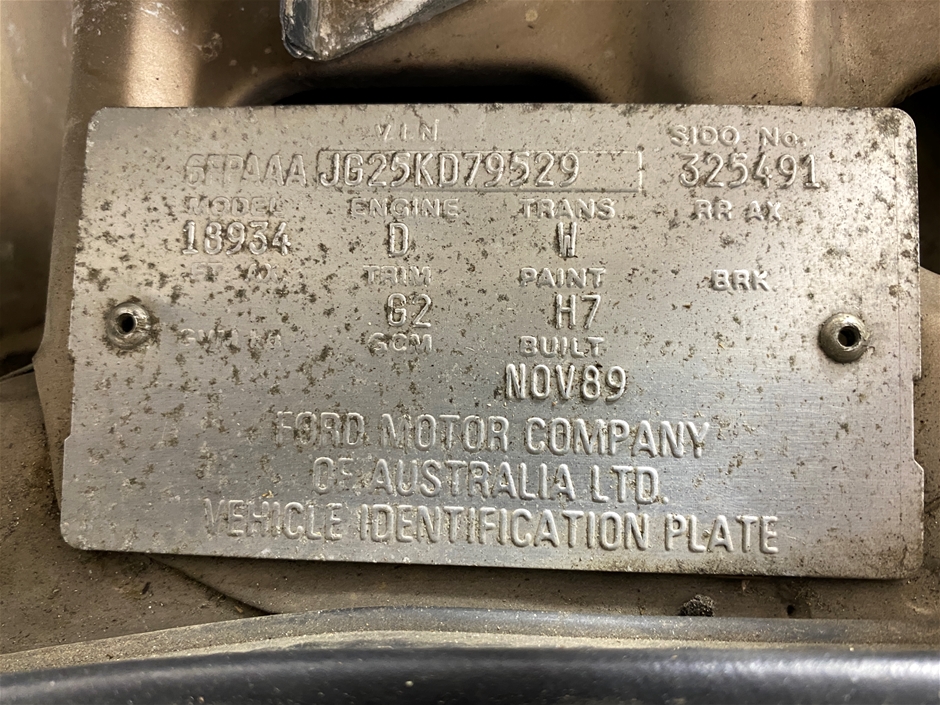 VIN SIDO No.
6FPAAA JG25KD79529 325491
MODEL ENGINE TRANS RR AX
18934 D W
TRIM PAINT BRK
G2 H7
GCM BUILT
NOV89
FORD MOTOR COMPANY
OF AUSTRALIA LTD.
VEHICLE IDENTIFICATION PLATE